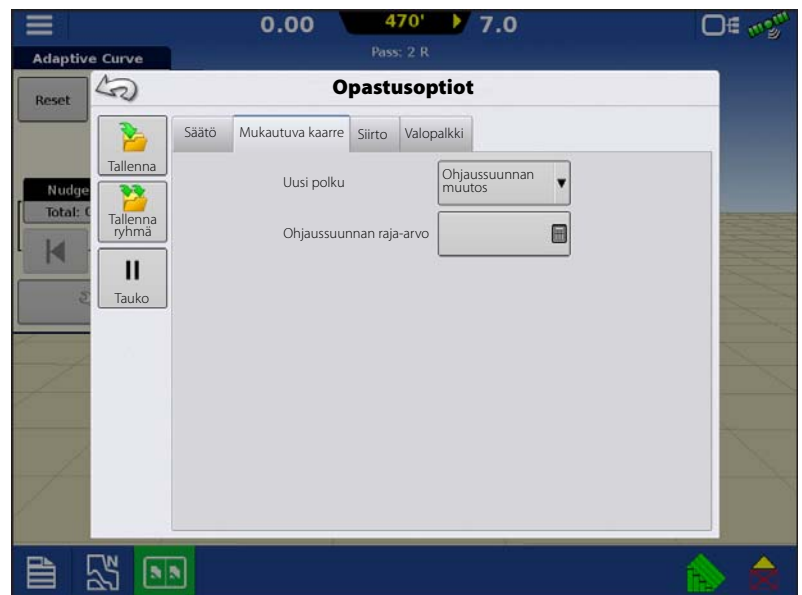 0.00
470'
7.0
Pass: 2 R
Adaptive Curve
Reset
Opastusoptiot
Tallenna
Tallenna
ryhmä
Tauko
Säätö
Mukautuva kaarre
Siirto
Valopalkki
Uusi polku
Ohjaussuunnan
muutos
Ohjaussuunnan raja-arvo
Nudge
Total: